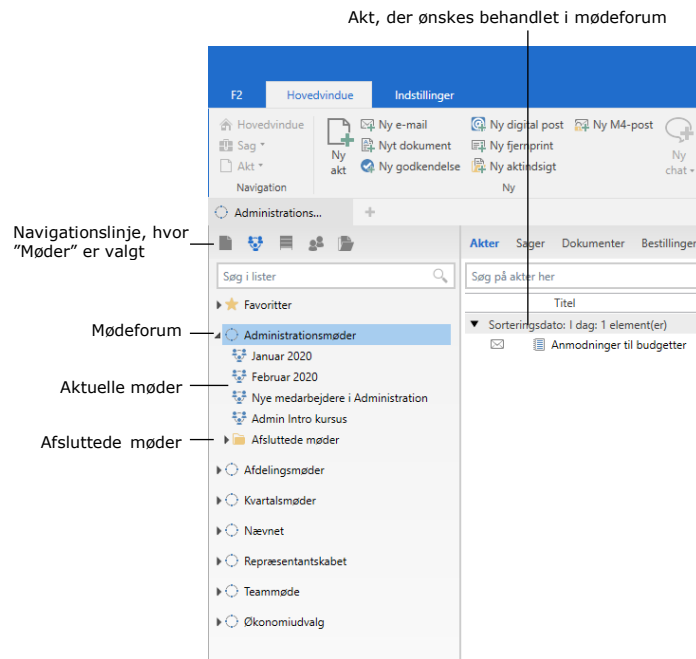 Akt, der ønskes behandlet i mødeforum
F2 Hovedvindue Indstillinger
Hovedvindue
Sag
Akt
Navigation
Ny akt
Ny e-mail
Nyt dokument
Ny godkendelse
Ny digital post
Ny fjernprint
Ny aktindsigt
Ny M4-post
Ny
Ny chat
Administrations... +
Navigationslinje, hvor
”Møder” er valgt
Akter Sager Dokumenter Bestillinger
Søg i lister
Søg på akter her
Favoritter
Titel
Mødeforum
Administrationsmøder
Sorteringsdato: I dag: 1 element(er)
Januar 2020
Anmodninger til budgetter
Aktuelle møder
Februar 2020
Nye medarbejdere i Administration
Admin Intro kursus
Afsluttede møder
Afsluttede møder
Afdelingsmøder
Kvartalsmøder
Nævnet
Repræsentantskabet
Teammøde
Økonomiudvalg